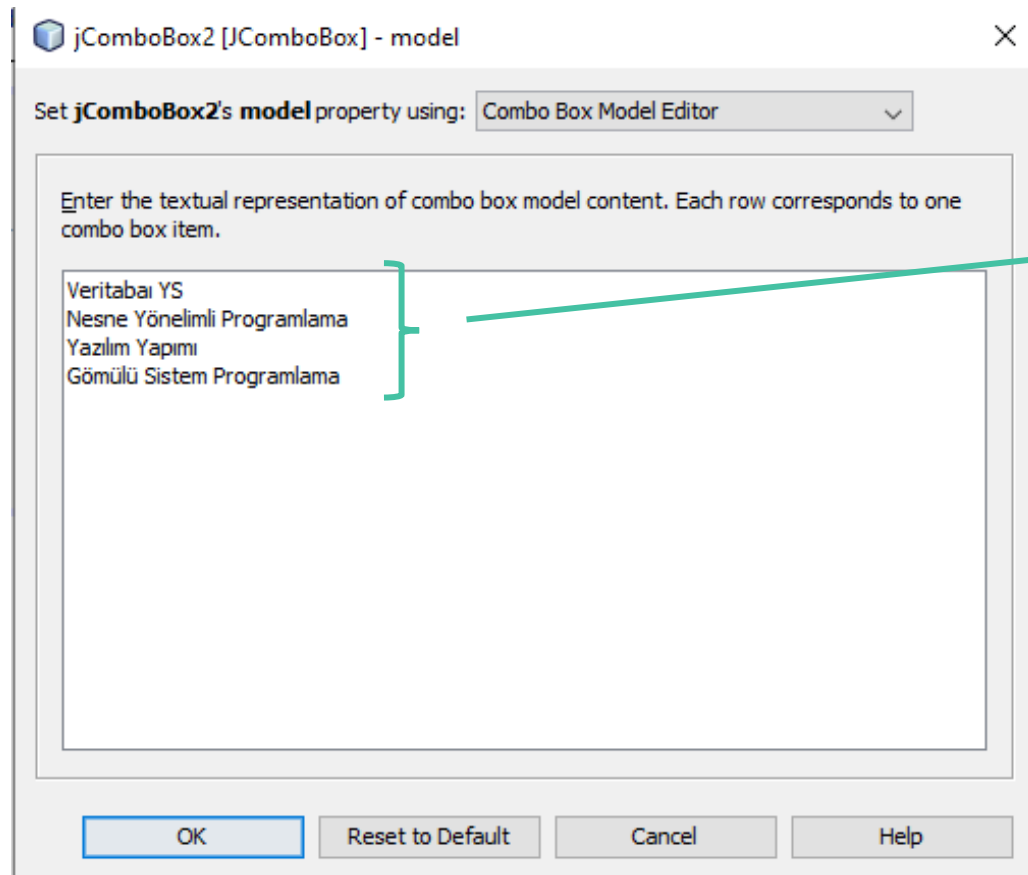 jComboBox2 [JComboBox] - model
Set jComboBox2's model property using: Combo Box Model Editor
Enter the textual representation of combo box model content. Each row corresponds to one
combo box item.
Veritabaı YS
Nesne Yönelimli Programlama
Yazılım Yapımı
Gömülü Sistem Programlama
OK Reset to Default Cancel Help